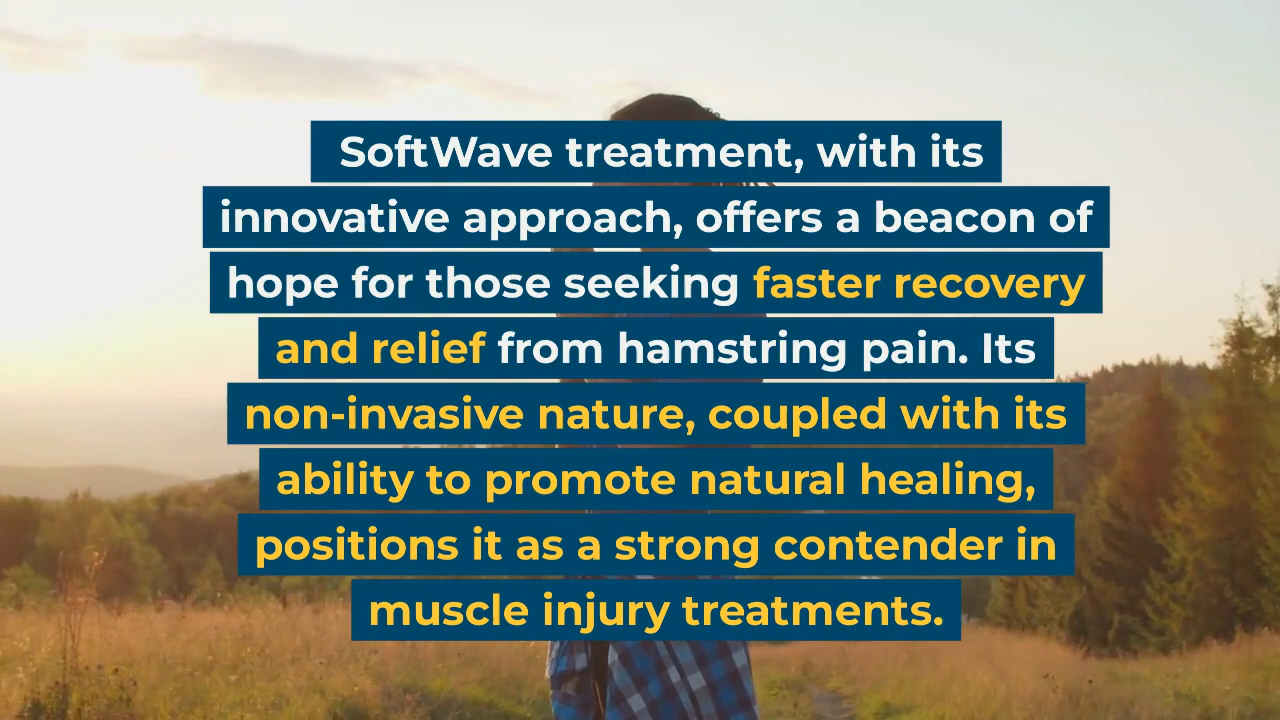 SoftWave treatment, with its
innovative approach, offers a beacon of
hope for those seeking faster recovery
and relief from hamstring pain. Its
non-invasive nature, coupled with its
ability to promote natural healing,
positions it as a strong contender in
muscle injury treatments.